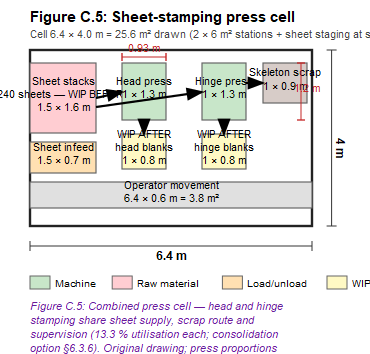 Figure C.5: Sheet-stamping press cell
Cell 6.4 × 4.0 m = 25.6 m² drawn (2 × 6 m² stations + sheet staging at s
0.93 m
Sheet stacks
240 sheets — WIP BEF
1.5 × 1.6 m
Head press
1 × 1.3 m
Hinge press
1 × 1.3 m
Skeleton scrap
1 × 0.9 m
Sheet infeed
1.5 × 0.7 m
WIP AFTER
head blanks
1 × 0.8 m
WIP AFTER
hinge blanks
1 × 0.8 m
Operator movement
6.4 × 0.6 m = 3.8 m²
4 m
6.4 m
Machine
Raw material
Load/unload
WIP
Figure C.5: Combined press cell — head and hinge
stamping share sheet supply, scrap route and
supervision (13.3 % utilisation each; consolidation
option §6.3.6). Original drawing; press proportions